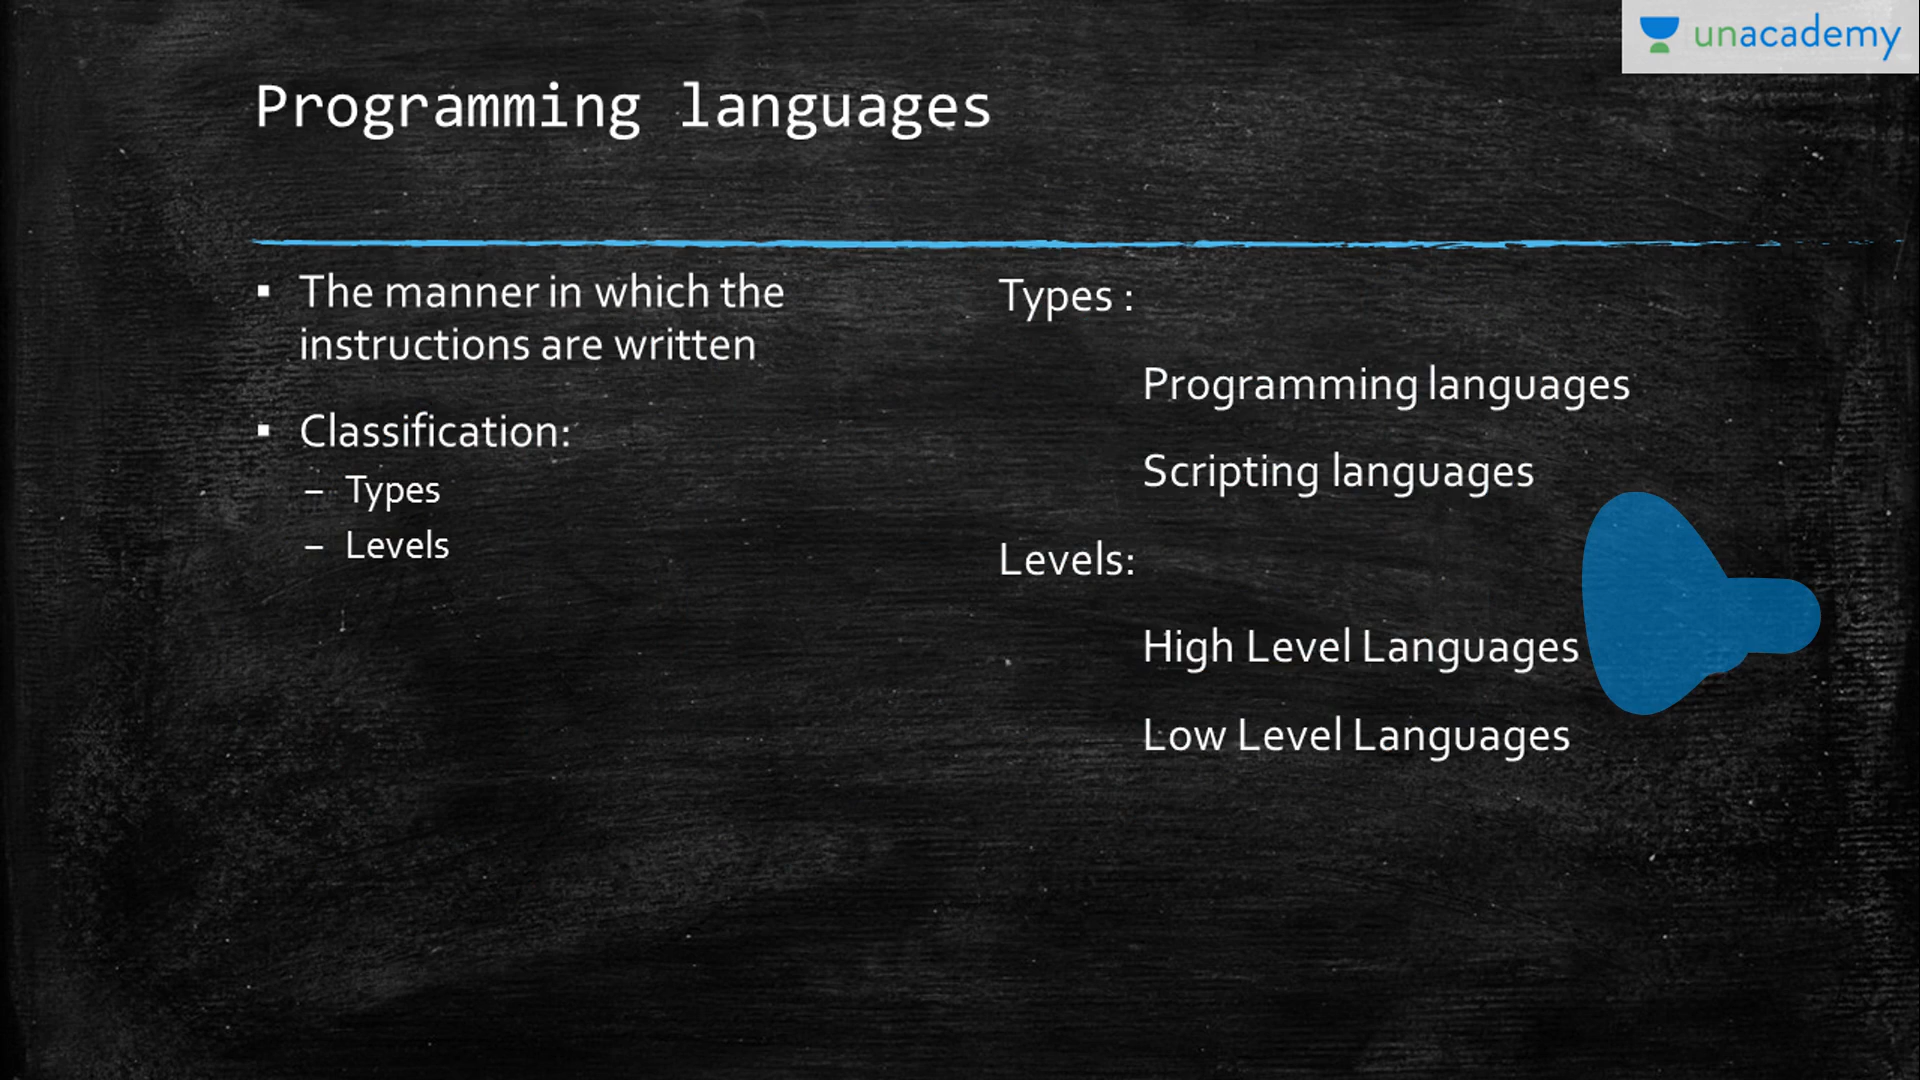 unacademy
Programming languages
▪ The manner in which the
instructions are written
▪ Classification:
– Types
– Levels
Types :
Programming languages
Scripting languages
Levels:
High Level Languages
Low Level Languages